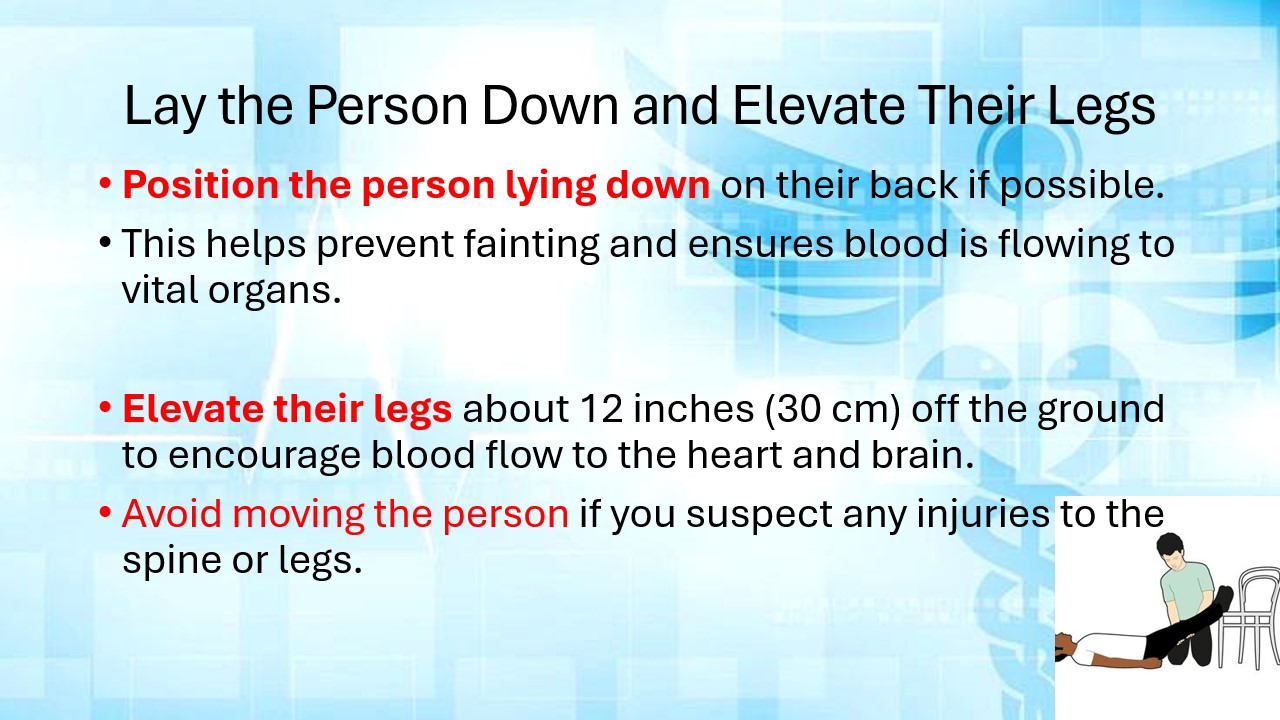 Lay the Person Down and Elevate Their Legs
• Position the person lying down on their back if possible.
• This helps prevent fainting and ensures blood is flowing to
vital organs.
• Elevate their legs about 12 inches (30 cm) off the ground
to encourage blood flow to the heart and brain.
• Avoid moving the person if you suspect any injuries to the
spine or legs.